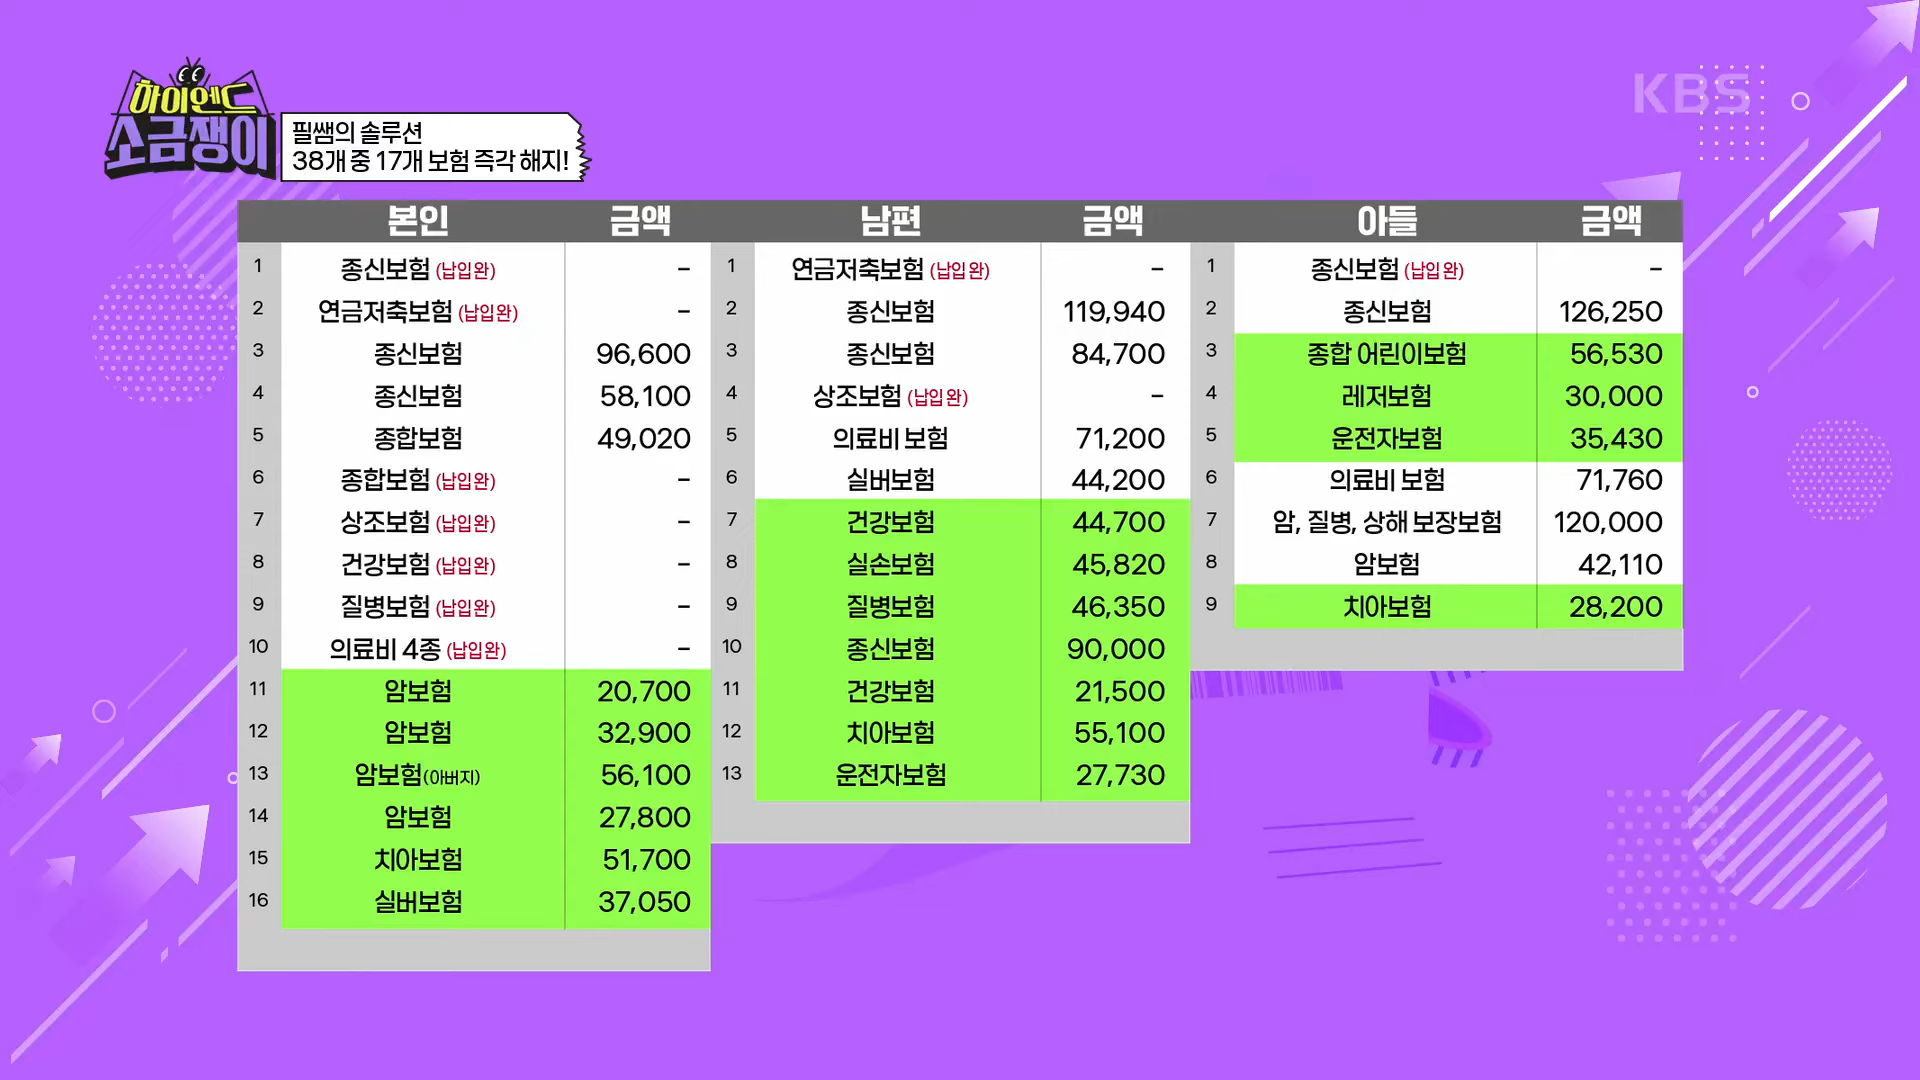 하이엔드
소금쟁이
필쌤의 솔루션
38개 중 17개 보험 즉각 해지!
KBS
본인 금액 남편 금액 아들 금액
1 종신보험 (납입완) – 1 연금저축보험 (납입완) – 1 종신보험 (납입완) –
2 연금저축보험 (납입완) – 2 종신보험 119,940 2 종신보험 126,250
3 종신보험 96,600 3 종신보험 84,700 3 종합 어린이보험 56,530
4 종신보험 58,100 4 상조보험 (납입완) – 4 레저보험 30,000
5 종합보험 49,020 5 의료비 보험 71,200 5 운전자보험 35,430
6 종합보험 (납입완) – 6 실버보험 44,200 6 의료비 보험 71,760
7 상조보험 (납입완) – 7 건강보험 44,700 7 암, 질병, 상해 보장보험 120,000
8 건강보험 (납입완) – 8 실손보험 45,820 8 암보험 42,110
9 질병보험 (납입완) – 9 질병보험 46,350 9 치아보험 28,200
10 의료비 4종 (납입완) – 10 종신보험 90,000
11 암보험 20,700 11 건강보험 21,500
12 암보험 32,900 12 치아보험 55,100
13 암보험(아버지) 56,100 13 운전자보험 27,730
14 암보험 27,800
15 치아보험 51,700
16 실버보험 37,050